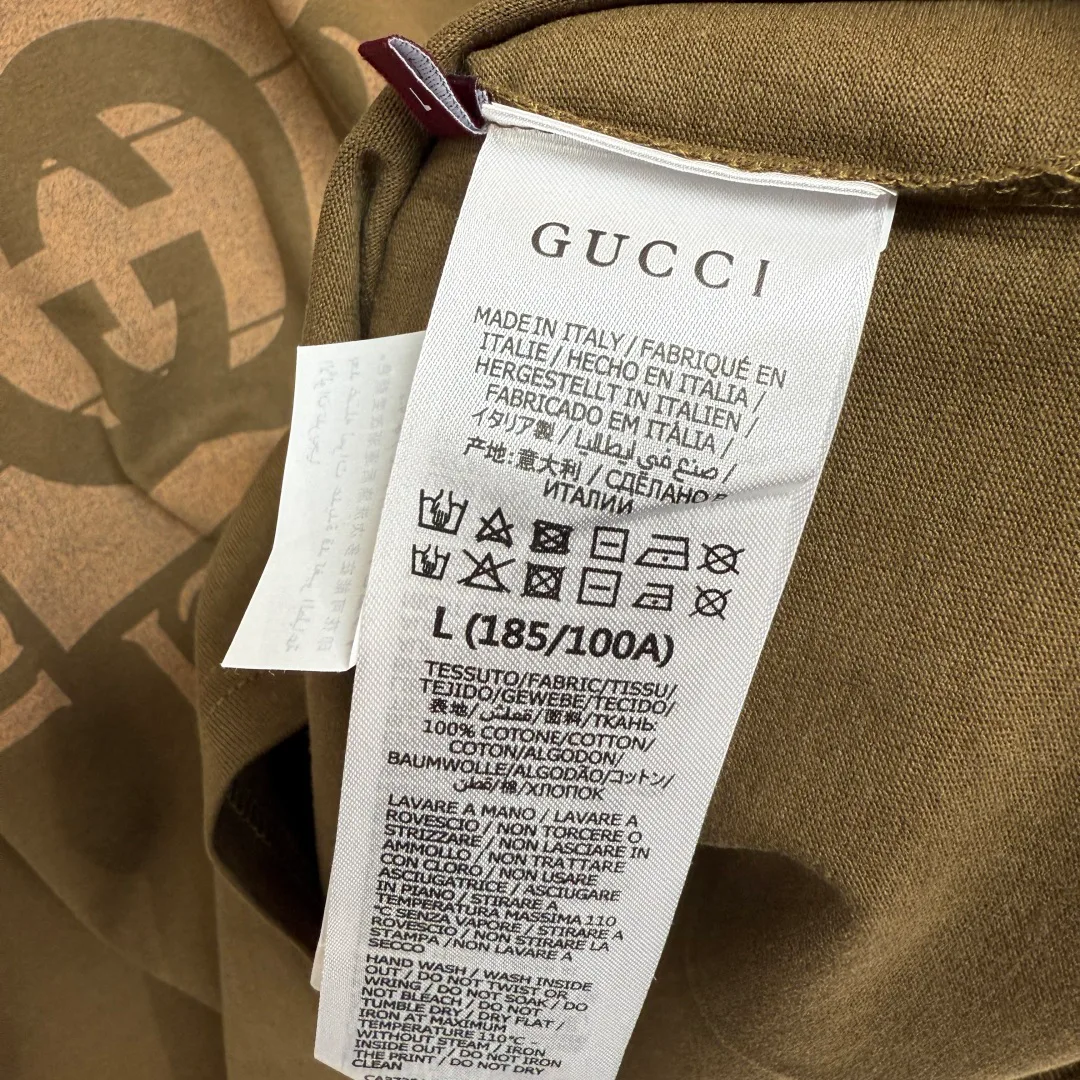 GUCCI
MADE IN ITALY / FABRIQUÉ EN
ITALIE / HECHO EN ITALIA /
HERGESTELLT IN ITALIEN /
FABRICADO EM ITÁLIA /
イタリア製 / صنع في إيطاليا /
产地:意大利 / СДЕЛАНО В
ИТАЛИИ
L (185/100A)
TESSUTO/FABRIC/TISSU/
TEJIDO/GEWEBE/TECIDO/
表地/قماش/面料/ТКАНЬ
100% COTONE/COTTON/
COTON/ALGODON/
BAUMWOLLE/ALGODÃO/コットン/
قطن/棉/ХЛОПОК
LAVARE A MANO / LAVARE A
ROVESCIO / NON TORCERE O
STRIZZARE / NON LASCIARE IN
AMMOLLO / NON TRATTARE
CON CLORO / NON USARE
ASCIUGATRICE / ASCIUGARE
IN PIANO / STIRARE A
TEMPERATURA MASSIMA 110
°C SENZA VAPORE / STIRARE A
ROVESCIO / NON STIRARE LA
STAMPA / NON LAVARE A
SECCO
HAND WASH / WASH INSIDE
OUT / DO NOT TWIST OR
WRING / DO NOT SOAK / DO
NOT BLEACH / DO NOT
TUMBLE DRY / DRY FLAT /
IRON AT MAXIMUM
TEMPERATURE 110°C -
WITHOUT STEAM / IRON
INSIDE OUT / DO NOT IRON
THE PRINT / DO NOT DRY
CLEAN